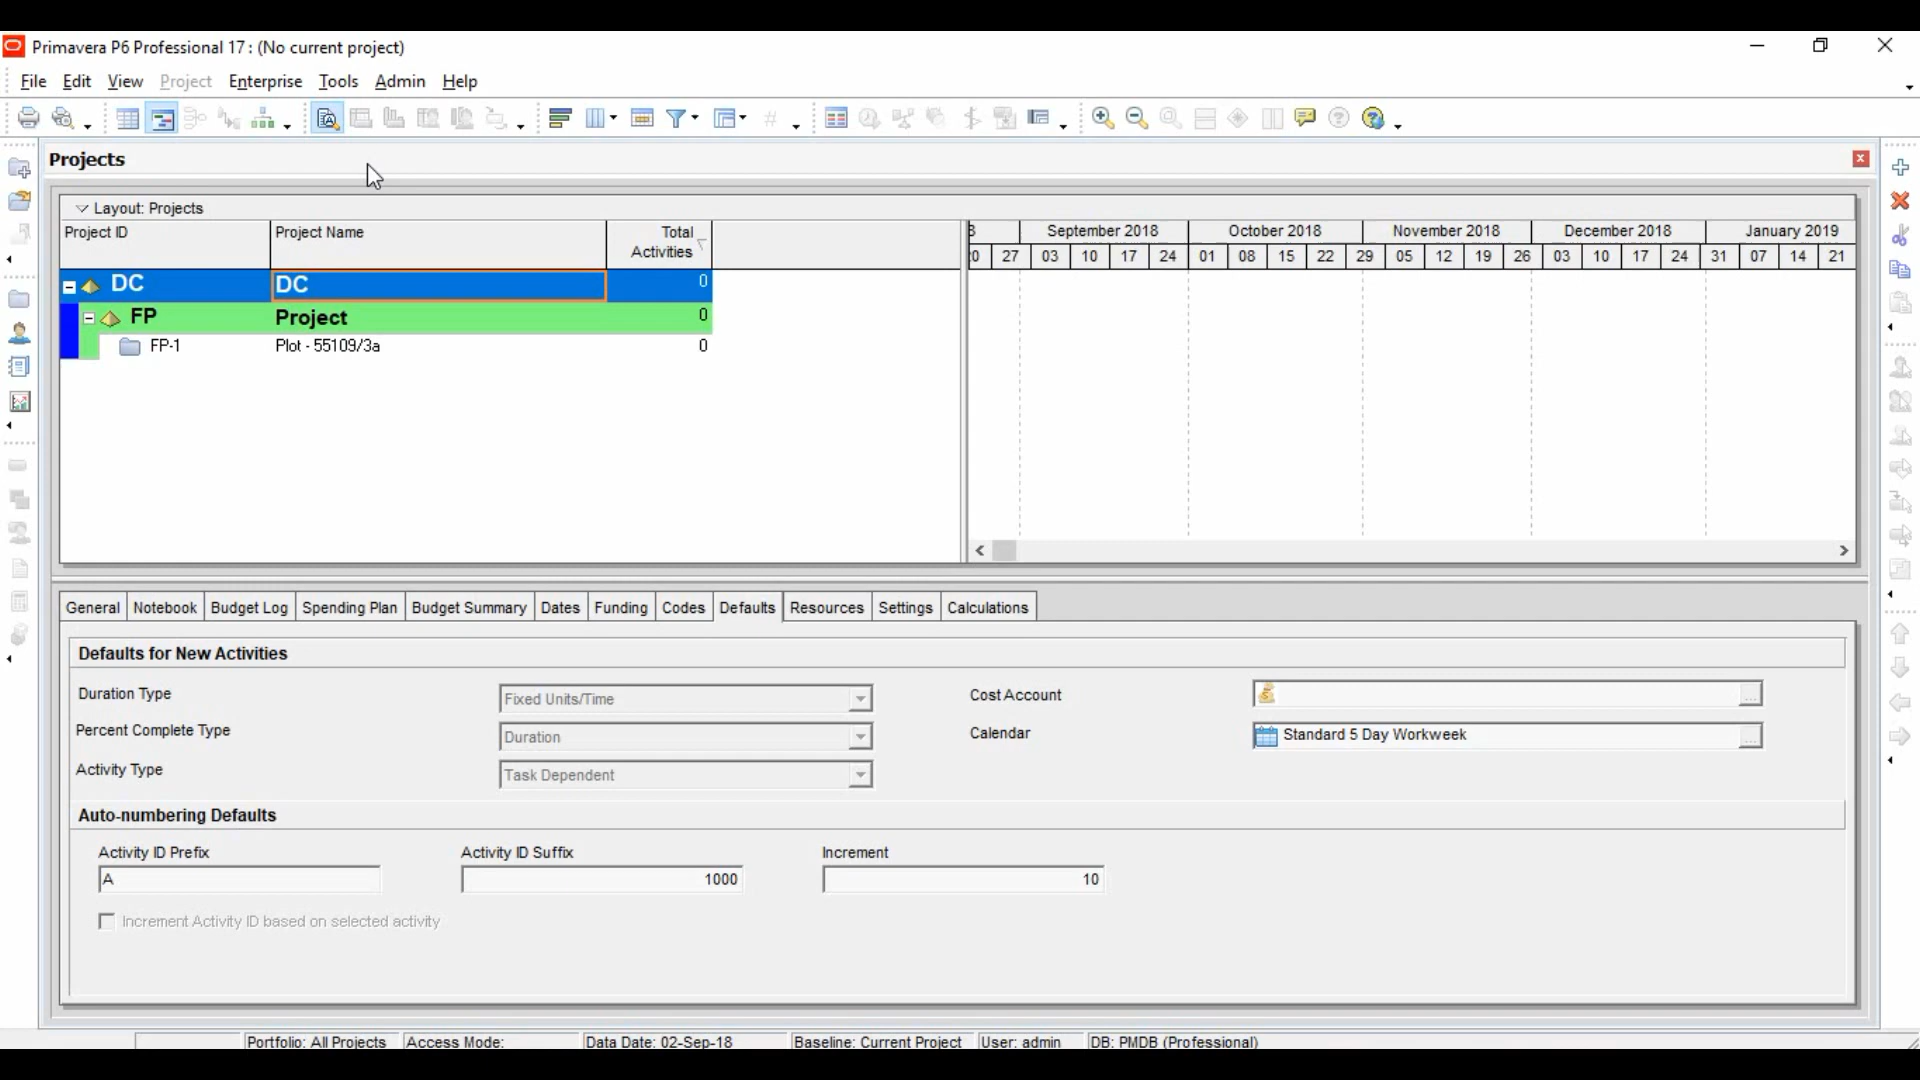 Primavera P6 Professional 17 : (No current project)
File Edit View Project Enterprise Tools Admin Help
Projects
Layout: Projects
Project ID Project Name Total Activities
September 2018 October 2018 November 2018 December 2018 January 2019
27 03 10 17 24 01 08 15 22 29 05 12 19 26 03 10 17 24 31 07 14 21
DC DC 0
FP Project 0
FP-1 Plot - 55109/3a 0
General Notebook Budget Log Spending Plan Budget Summary Dates Funding Codes Defaults Resources Settings Calculations
Defaults for New Activities
Duration Type Fixed Units/Time Cost Account
Percent Complete Type Duration Calendar Standard 5 Day Workweek
Activity Type Task Dependent
Auto-numbering Defaults
Activity ID Prefix Activity ID Suffix Increment
A 1000 10
Increment Activity ID based on selected activity
Portfolio: All Projects Access Mode: Data Date: 02-Sep-18 Baseline: Current Project User: admin DB: PMDB (Professional)